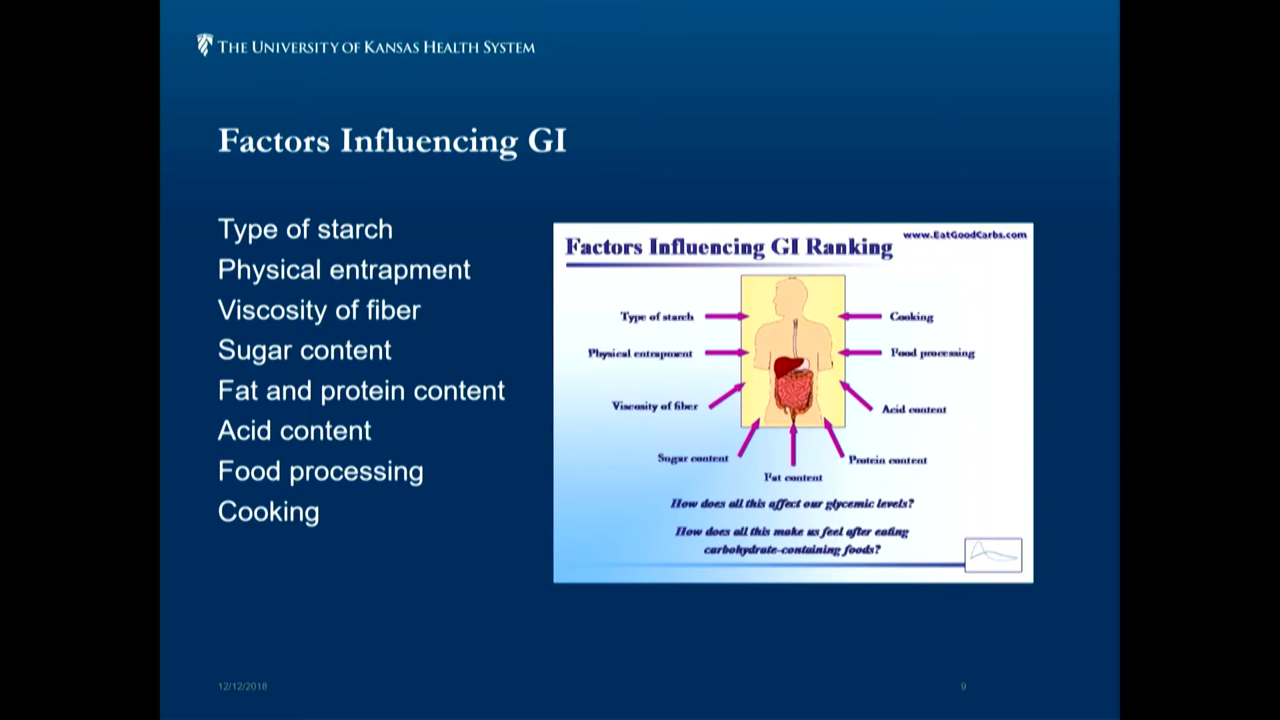 THE UNIVERSITY OF KANSAS HEALTH SYSTEM
Factors Influencing GI
Type of starch
Physical entrapment
Viscosity of fiber
Sugar content
Fat and protein content
Acid content
Food processing
Cooking
www.EatGoodCarbs.com
Factors Influencing GI Ranking
Type of starch
Physical entrapment
Viscosity of fiber
Sugar content
Fat content
Protein content
Acid content
Food processing
Cooking
How does all this affect our glycemic levels?
How does all this make us feel after eating
carbohydrate-containing foods?
12/12/2018
9